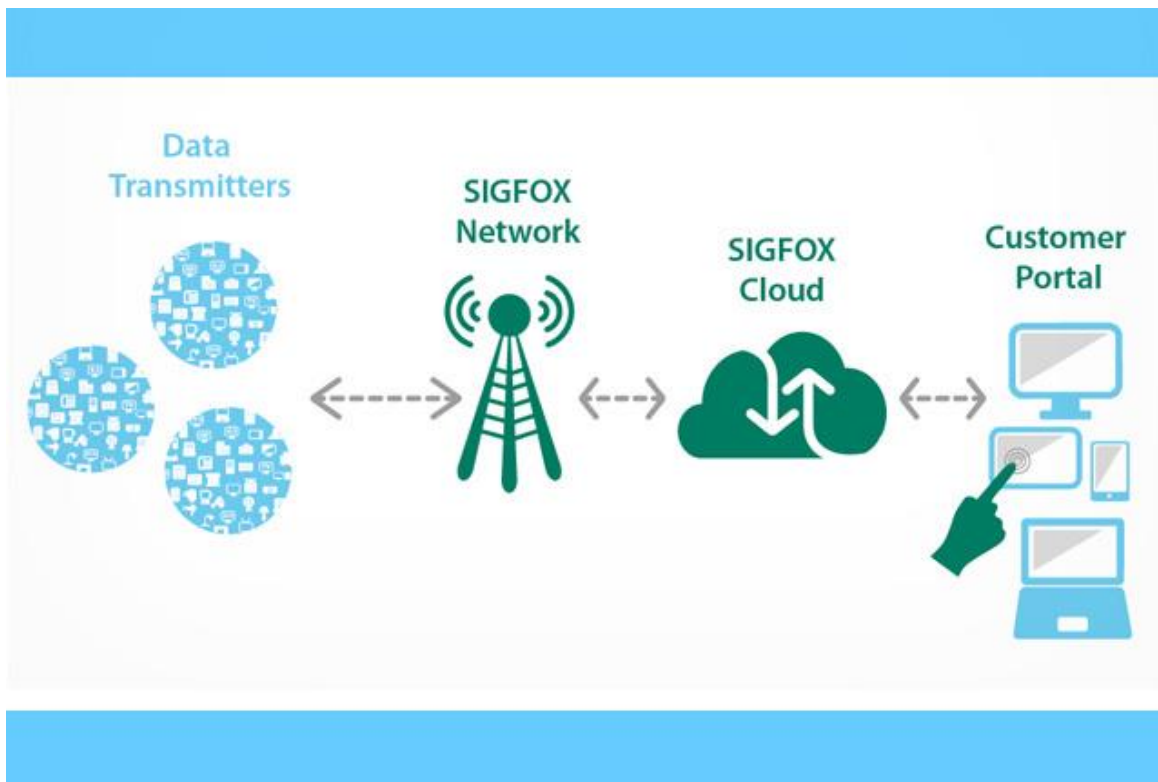 Data
Transmitters
SIGFOX
Network
SIGFOX
Cloud
Customer
Portal